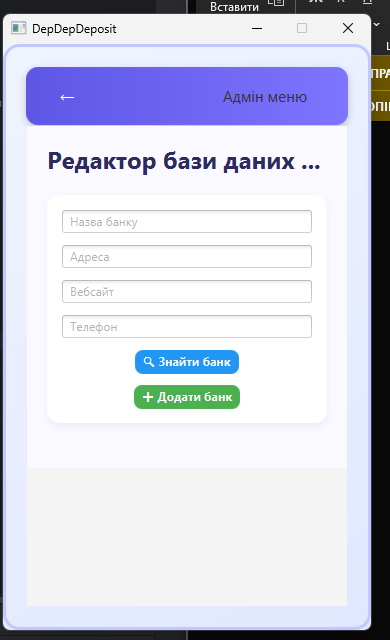 Вставити
DepDepDeposit
← Адмін меню
Редактор бази даних ...
Назва банку
Адреса
Вебсайт
Телефон
🔍 Знайти банк
+ Додати банк